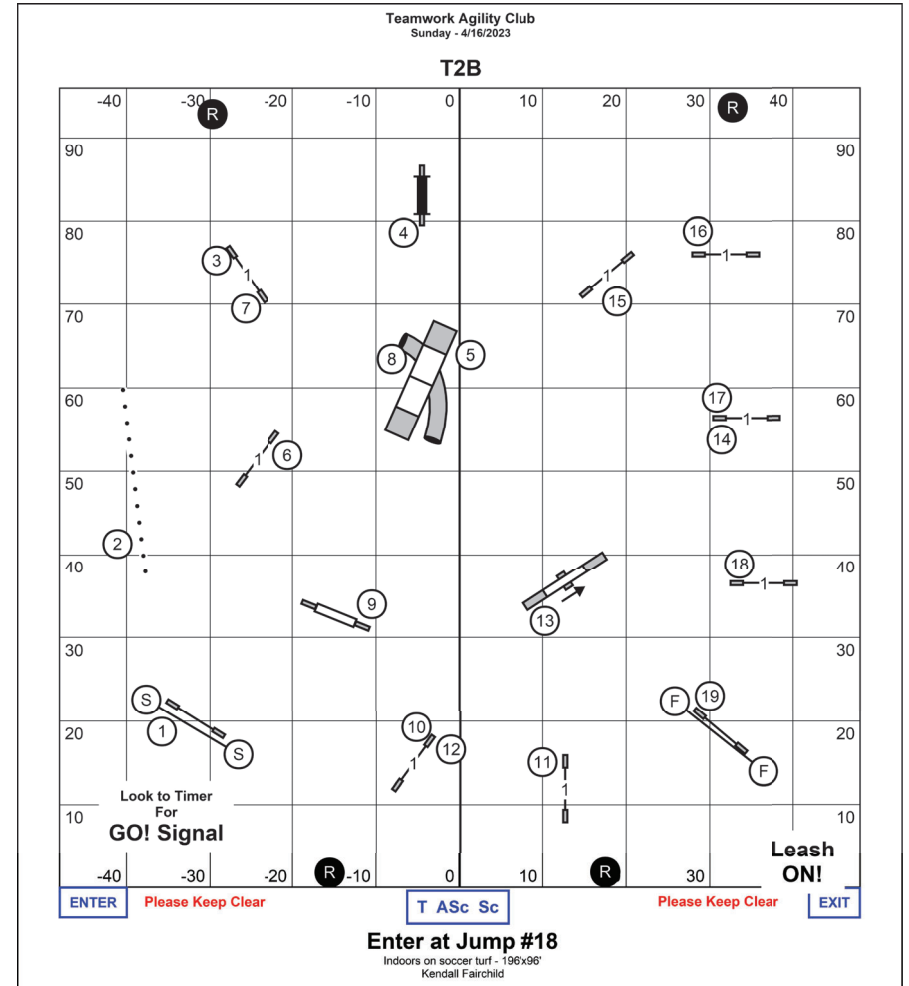 Teamwork Agility Club
Sunday - 4/16/2023
T2B
-40 -30 -20 -10 0 10 20 30 40
R R
90 90
4
80 80
3 16
7 1 1 1
15
70 70
8 5
60 60
17
1
14
6
1
50 50
2
40 40
18
1
9
13
30 30
S F 19
1
20 S 10 12 20
11 F
1 1
Look to Timer
For
GO! Signal
10 10
Leash
ON!
-40 -30 -20 R -10 0 10 R 30
ENTER Please Keep Clear T ASc Sc Please Keep Clear EXIT
Enter at Jump #18
Indoors on soccer turf - 196'x96'
Kendall Fairchild